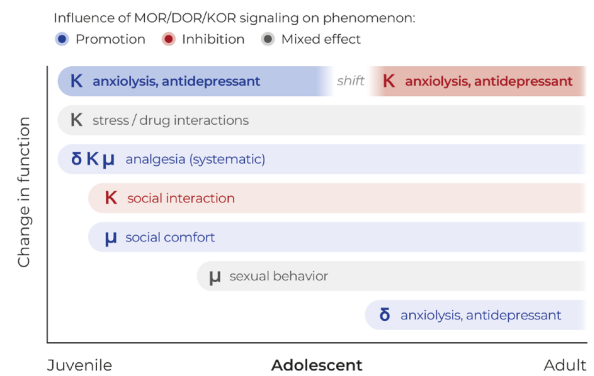 Influence of MOR/DOR/KOR signaling on phenomenon:
Promotion Inhibition Mixed effect
K anxiolysis, antidepressant shift K anxiolysis, antidepressant
K stress / drug interactions
δ K μ analgesia (systematic)
K social interaction
μ social comfort
μ sexual behavior
δ anxiolysis, antidepressant
Change in function
Juvenile Adolescent Adult